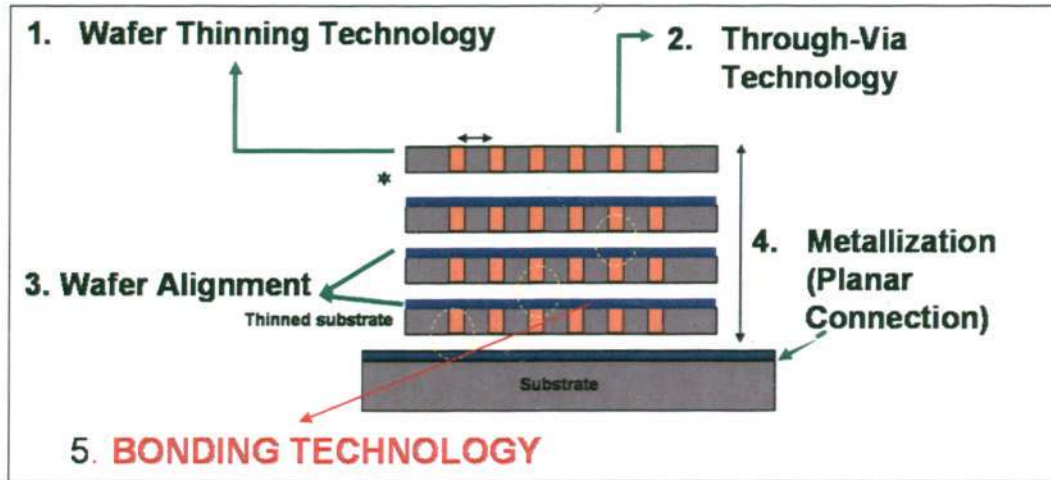 1. Wafer Thinning Technology
2. Through-Via
Technology
*
3. Wafer Alignment
Thinned substrate
4. Metallization
(Planar
Connection)
Substrate
5. BONDING TECHNOLOGY